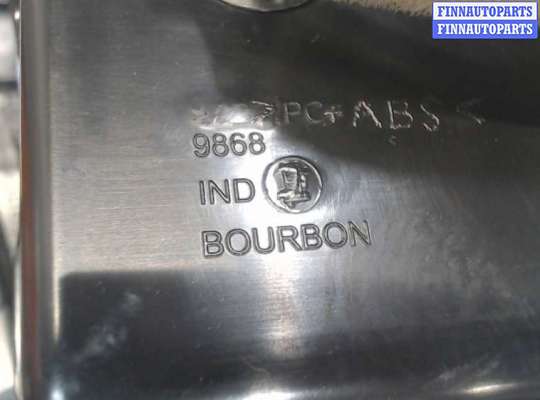 FINNAUTOPARTS
FINNAUTOPARTS
>PC+ABS<
9868
IND
BOURBON